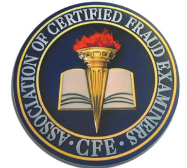 ASSOCIATION OF CERTIFIED FRAUD EXAMINERS
• CFE •